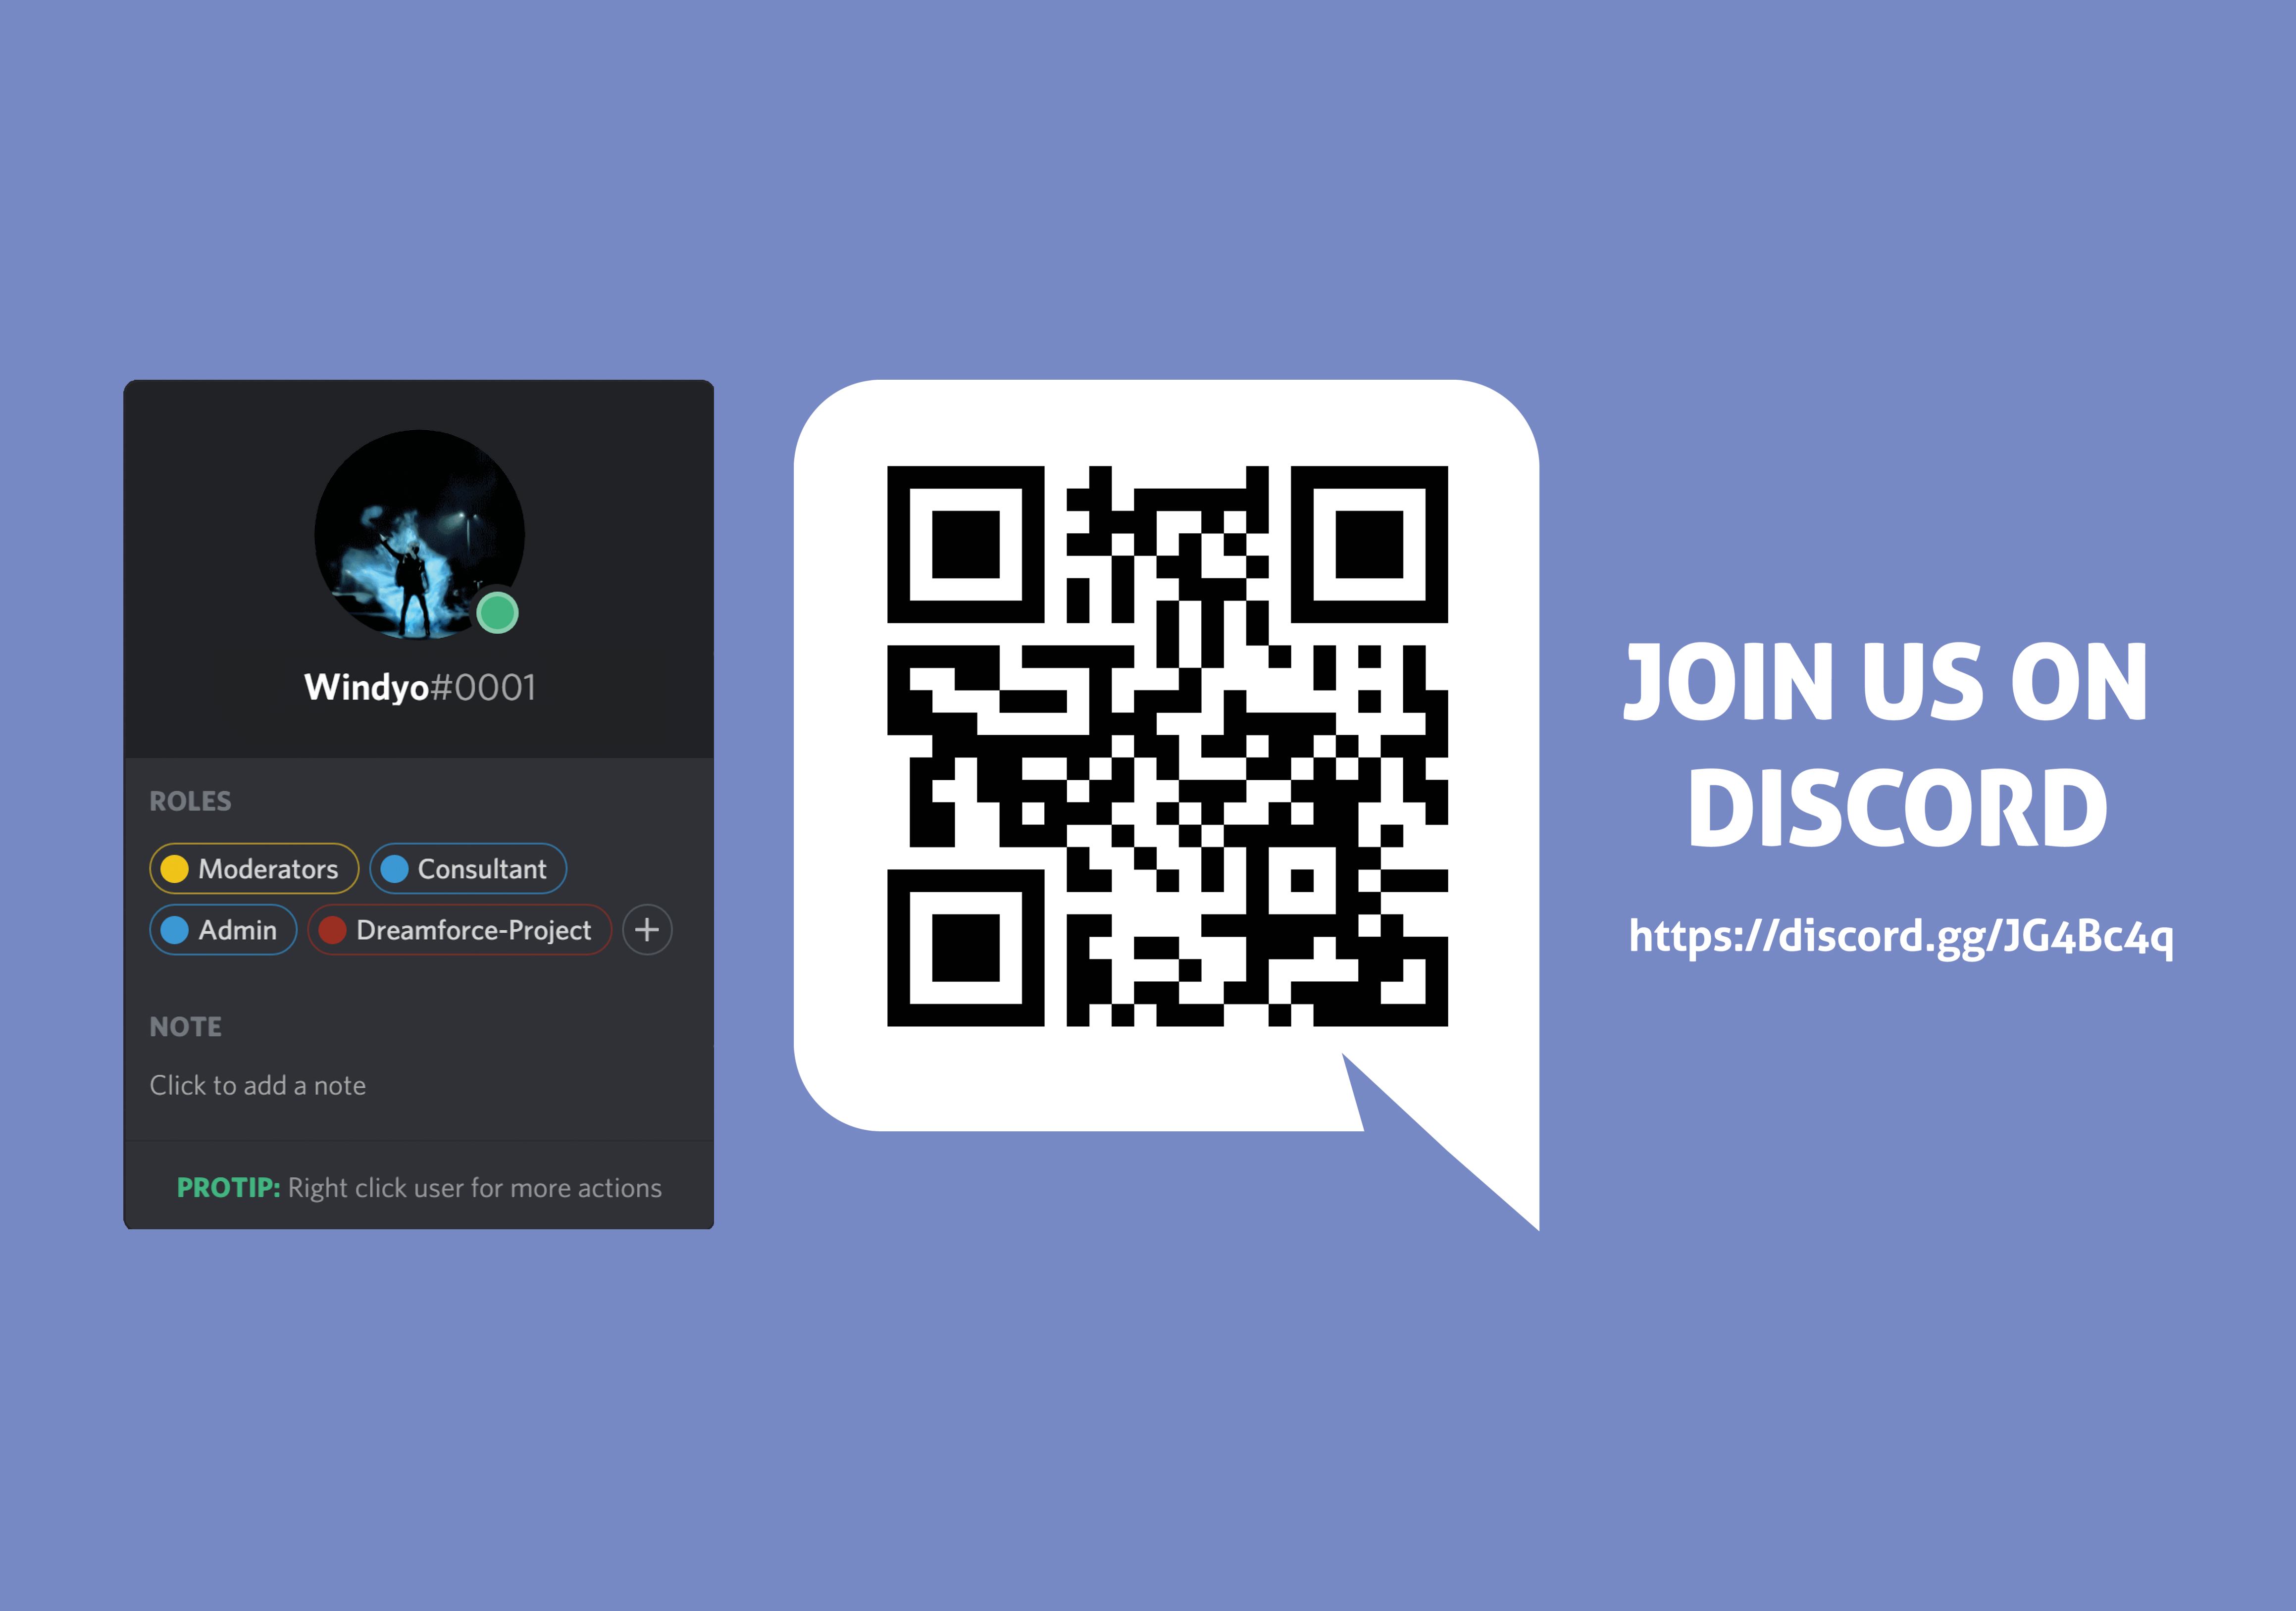 Windyo#0001
ROLES
Moderators Consultant
Admin Dreamforce-Project +
NOTE
Click to add a note
PROTIP: Right click user for more actions
JOIN US ON
DISCORD
https://discord.gg/JG4Bc4q